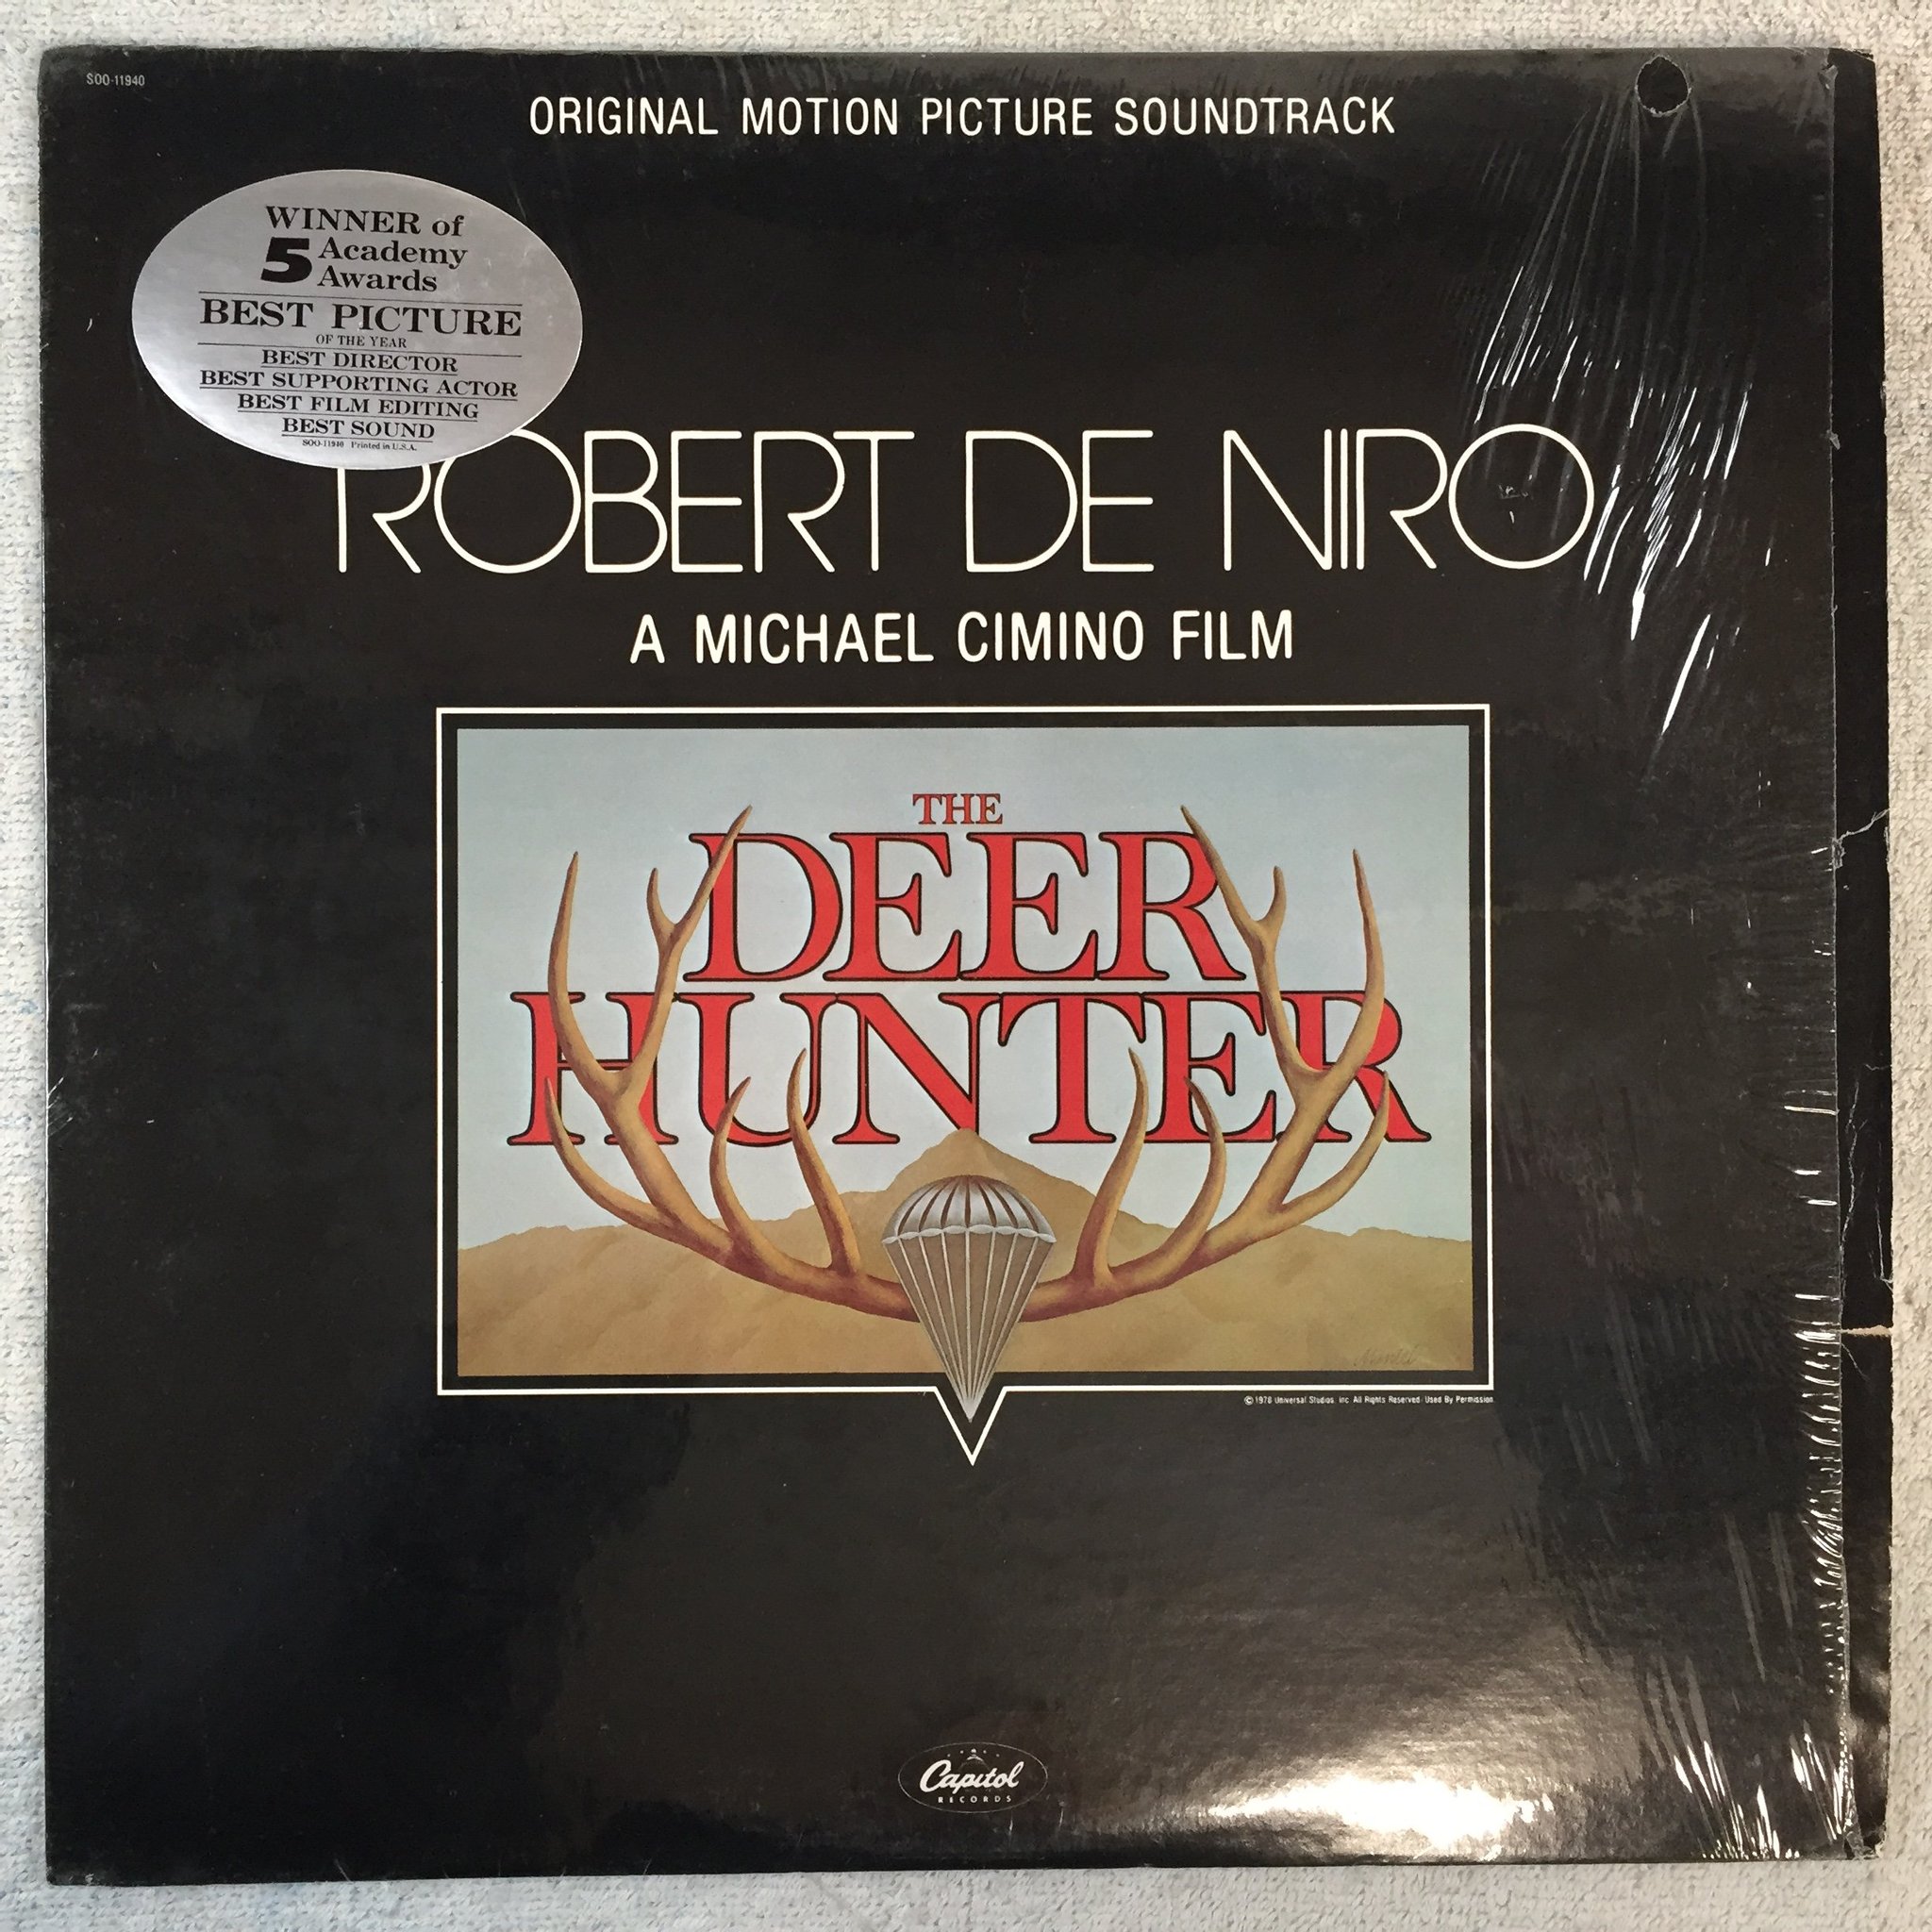 SOO-11940
ORIGINAL MOTION PICTURE SOUNDTRACK
WINNER of
5 Academy
Awards
BEST PICTURE
OF THE YEAR
BEST DIRECTOR
BEST SUPPORTING ACTOR
BEST FILM EDITING
BEST SOUND
SOO-11940 Printed in U.S.A.
ROBERT DE NIRO
A MICHAEL CIMINO FILM
THE
DEER
HUNTER
© 1978 Universal Studios, Inc. All Rights Reserved. Used By Permission
Capitol
RECORDS